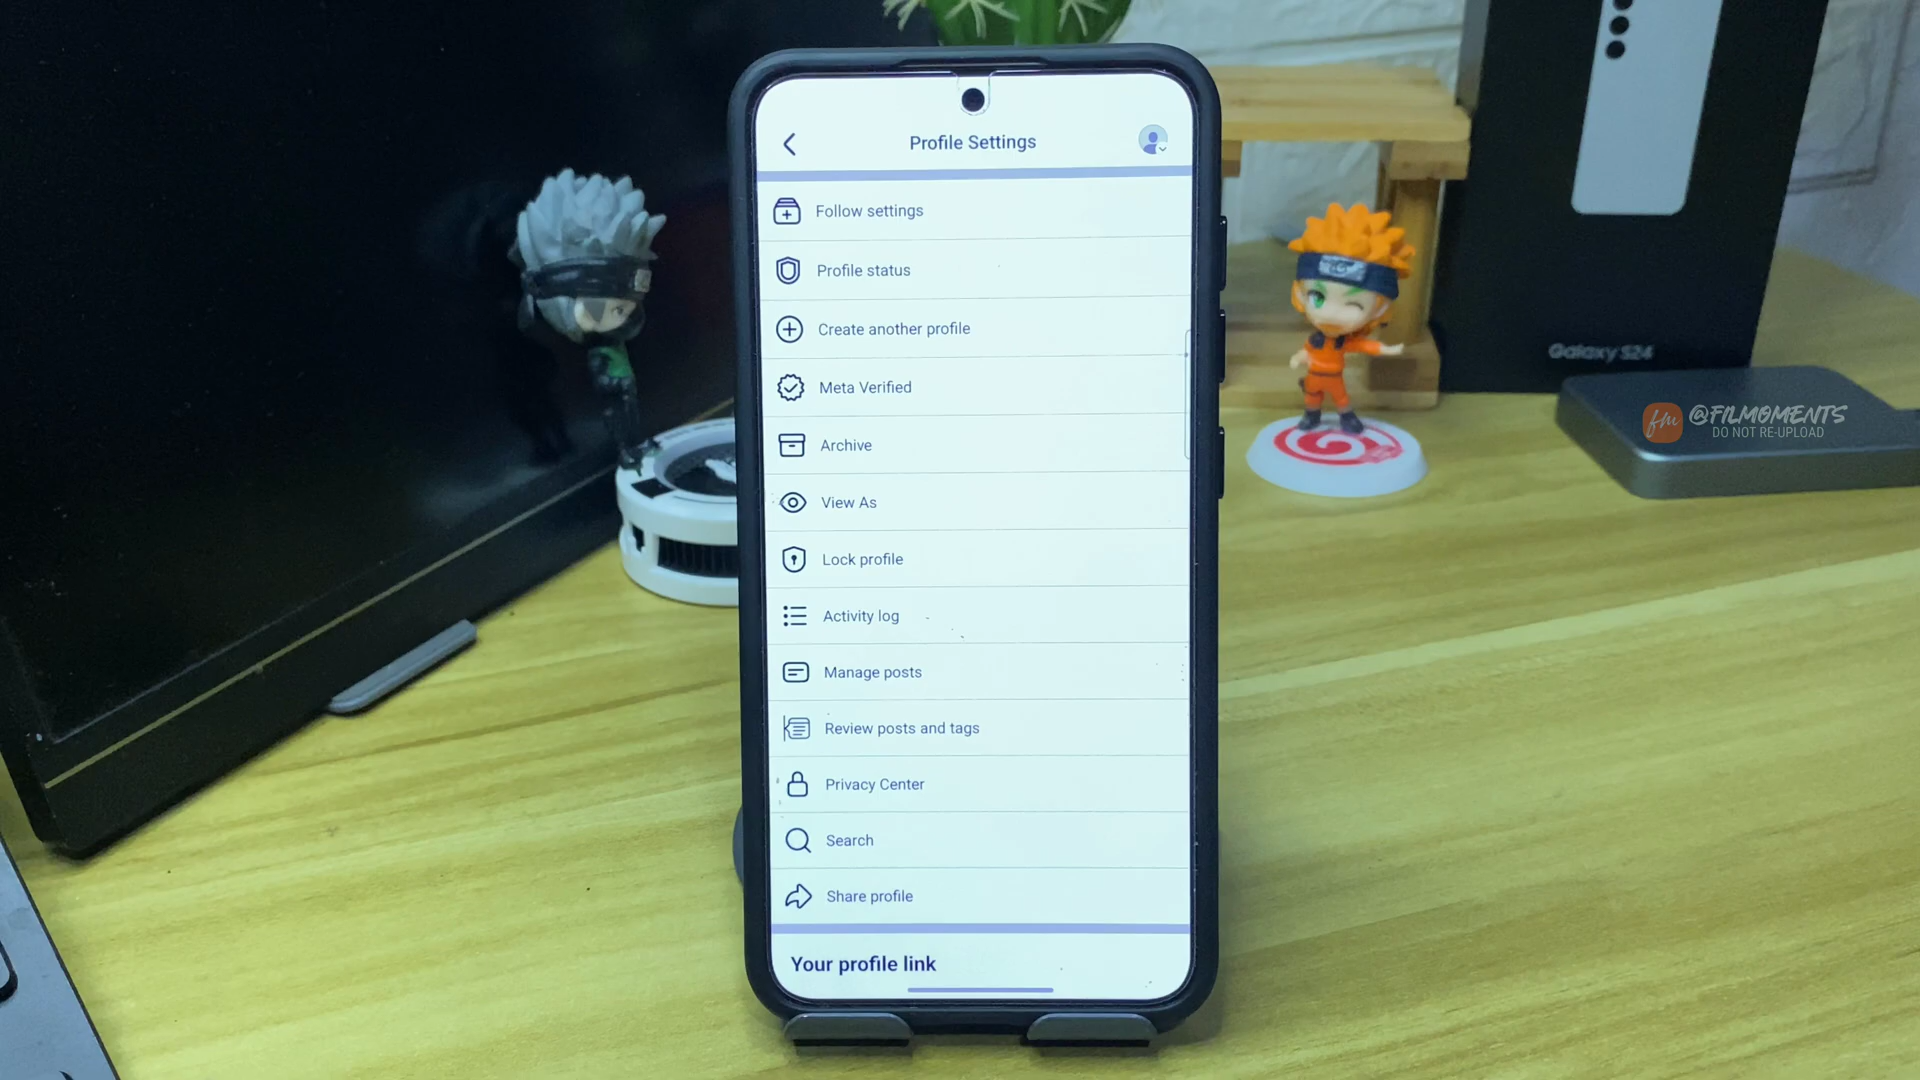 Profile Settings
Follow settings
Profile status
Create another profile
Meta Verified
Archive
View As
Lock profile
Activity log
Manage posts
Review posts and tags
Privacy Center
Search
Share profile
Your profile link
Galaxy S24
fm @FILMOMENTS
DO NOT RE-UPLOAD